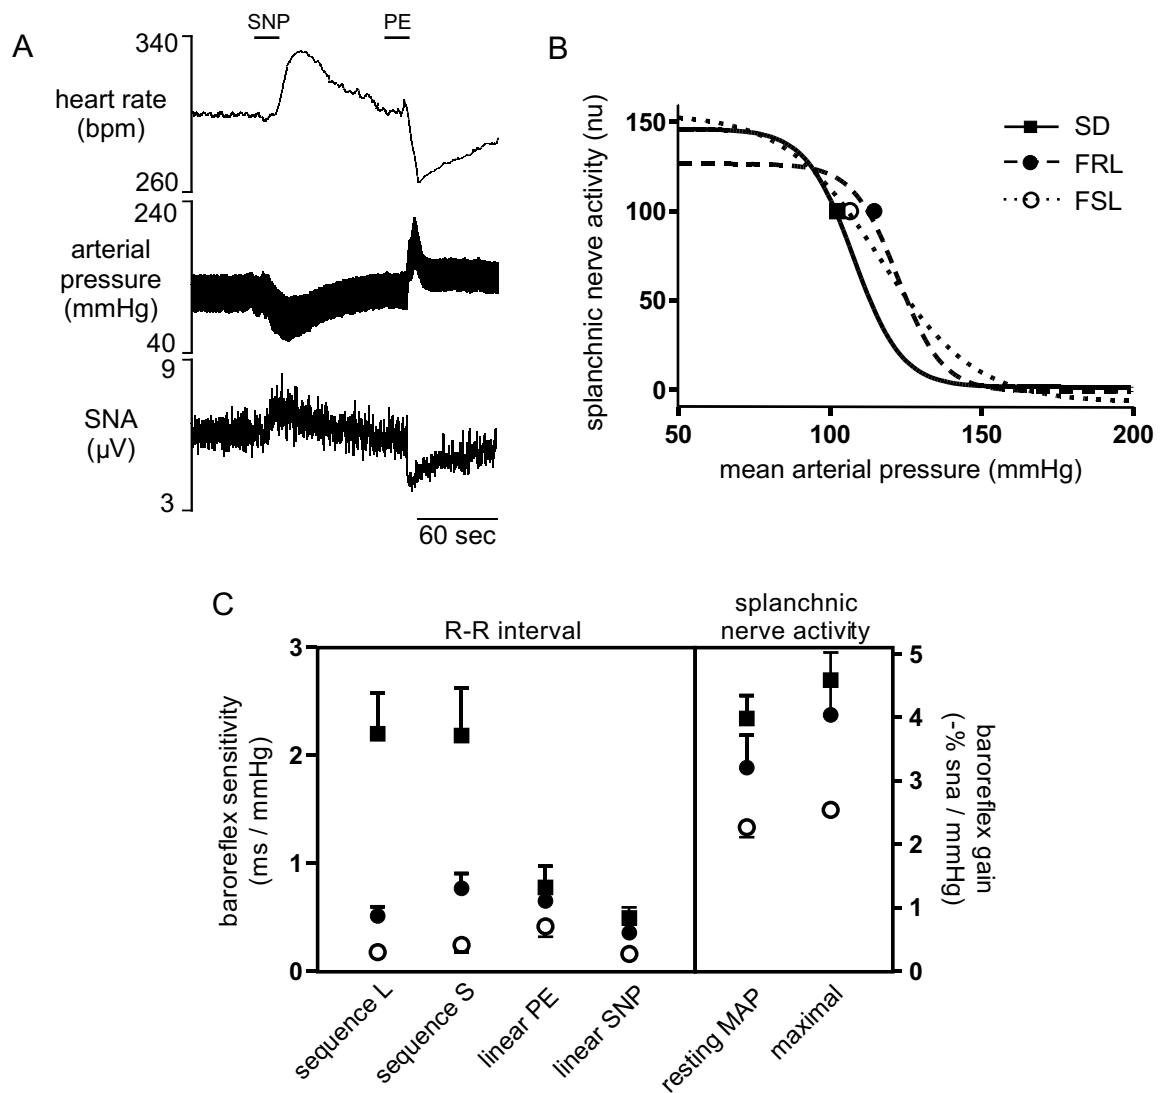 A
SNP
PE
340
heart rate
(bpm)
260
240
arterial
pressure
(mmHg)
40
9
SNA
(µV)
3
60 sec
B
splanchnic nerve activity (nu)
150
100
50
0
50
100
150
200
mean arterial pressure (mmHg)
SD
FRL
FSL
C
R-R interval
splanchnic
nerve activity
baroreflex sensitivity
(ms / mmHg)
3
2
1
0
5
4
3
2
1
0
baroreflex gain
(-% sna / mmHg)
sequence L
sequence S
linear PE
linear SNP
resting MAP
maximal